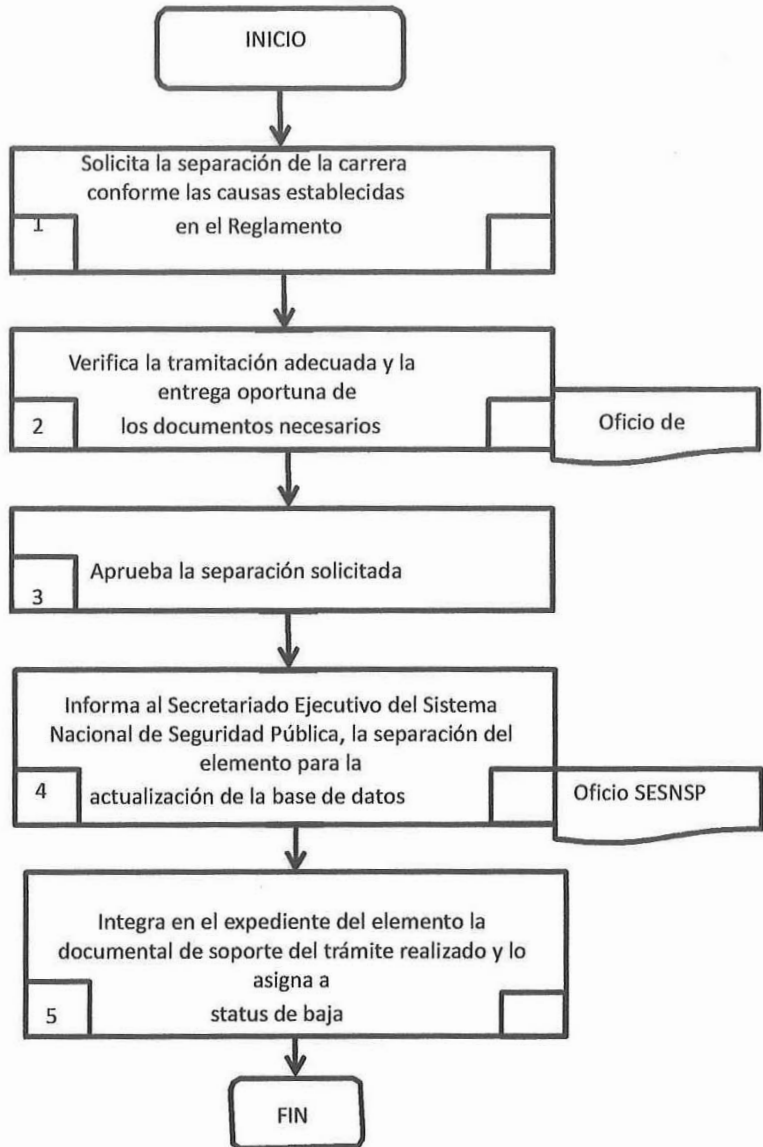 INICIO
Solicita la separación de la carrera
conforme las causas establecidas
en el Reglamento
1
Verifica la tramitación adecuada y la
entrega oportuna de
los documentos necesarios
2
Oficio de
Aprueba la separación solicitada
3
Informa al Secretariado Ejecutivo del Sistema
Nacional de Seguridad Pública, la separación del
elemento para la
actualización de la base de datos
4
Oficio SESNSP
Integra en el expediente del elemento la
documental de soporte del trámite realizado y lo
asigna a
status de baja
5
FIN